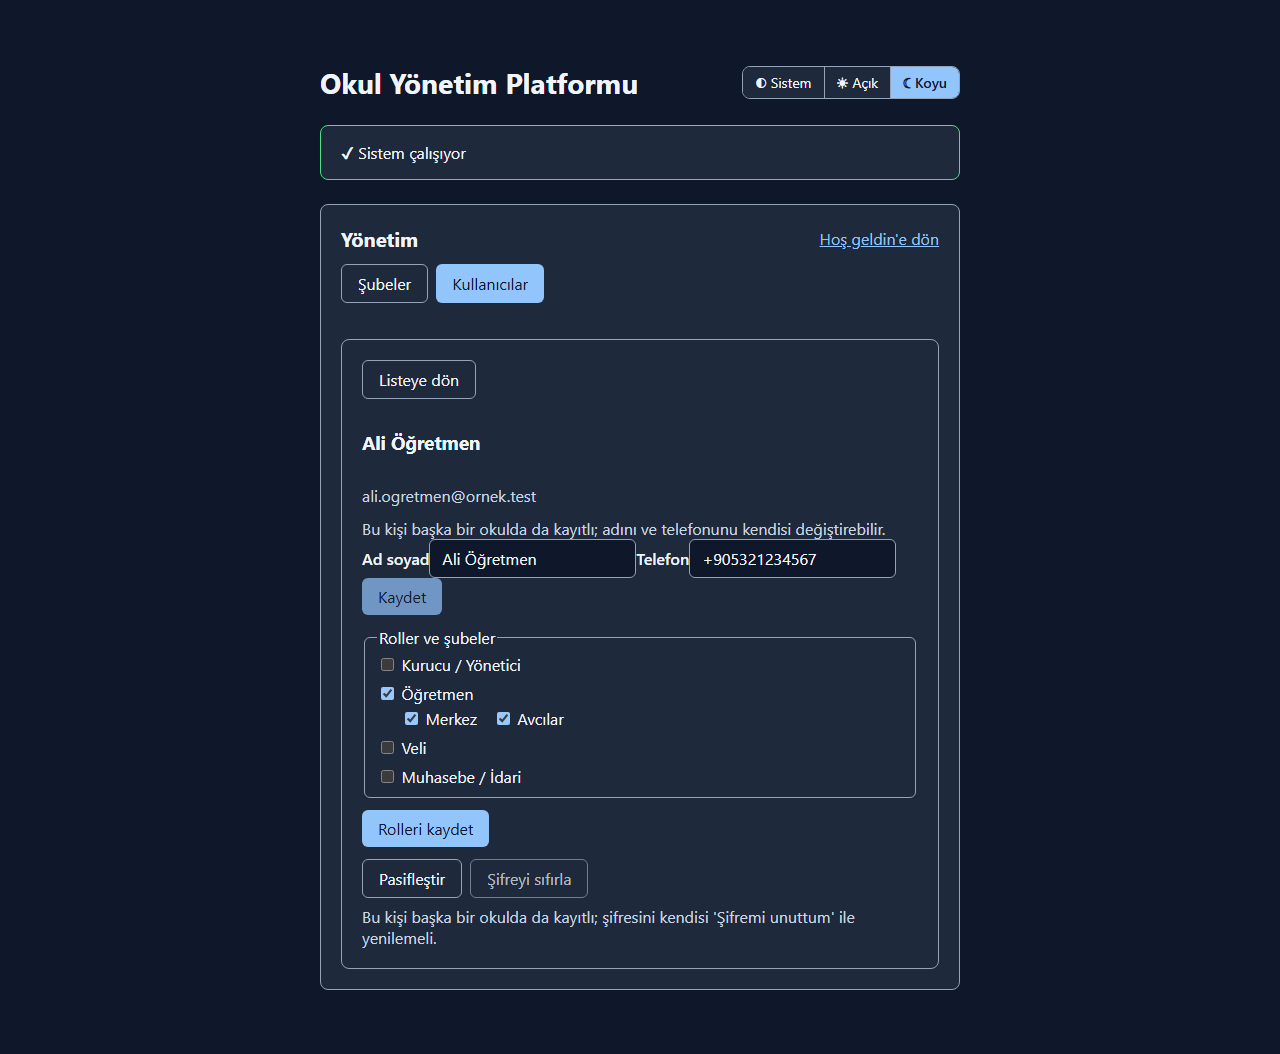 Okul Yönetim Platformu
Sistem
Açık
Koyu
✓ Sistem çalışıyor
Yönetim
Hoş geldin'e dön
Şubeler
Kullanıcılar
Listeye dön
Ali Öğretmen
ali.ogretmen@ornek.test
Bu kişi başka bir okulda da kayıtlı; adını ve telefonunu kendisi değiştirebilir.
Ad soyad Ali Öğretmen Telefon +905321234567
Kaydet
Roller ve şubeler
Kurucu / Yönetici
Öğretmen
Merkez Avcılar
Veli
Muhasebe / İdari
Rolleri kaydet
Pasifleştir
Şifreyi sıfırla
Bu kişi başka bir okulda da kayıtlı; şifresini kendisi 'Şifremi unuttum' ile
yenilemeli.